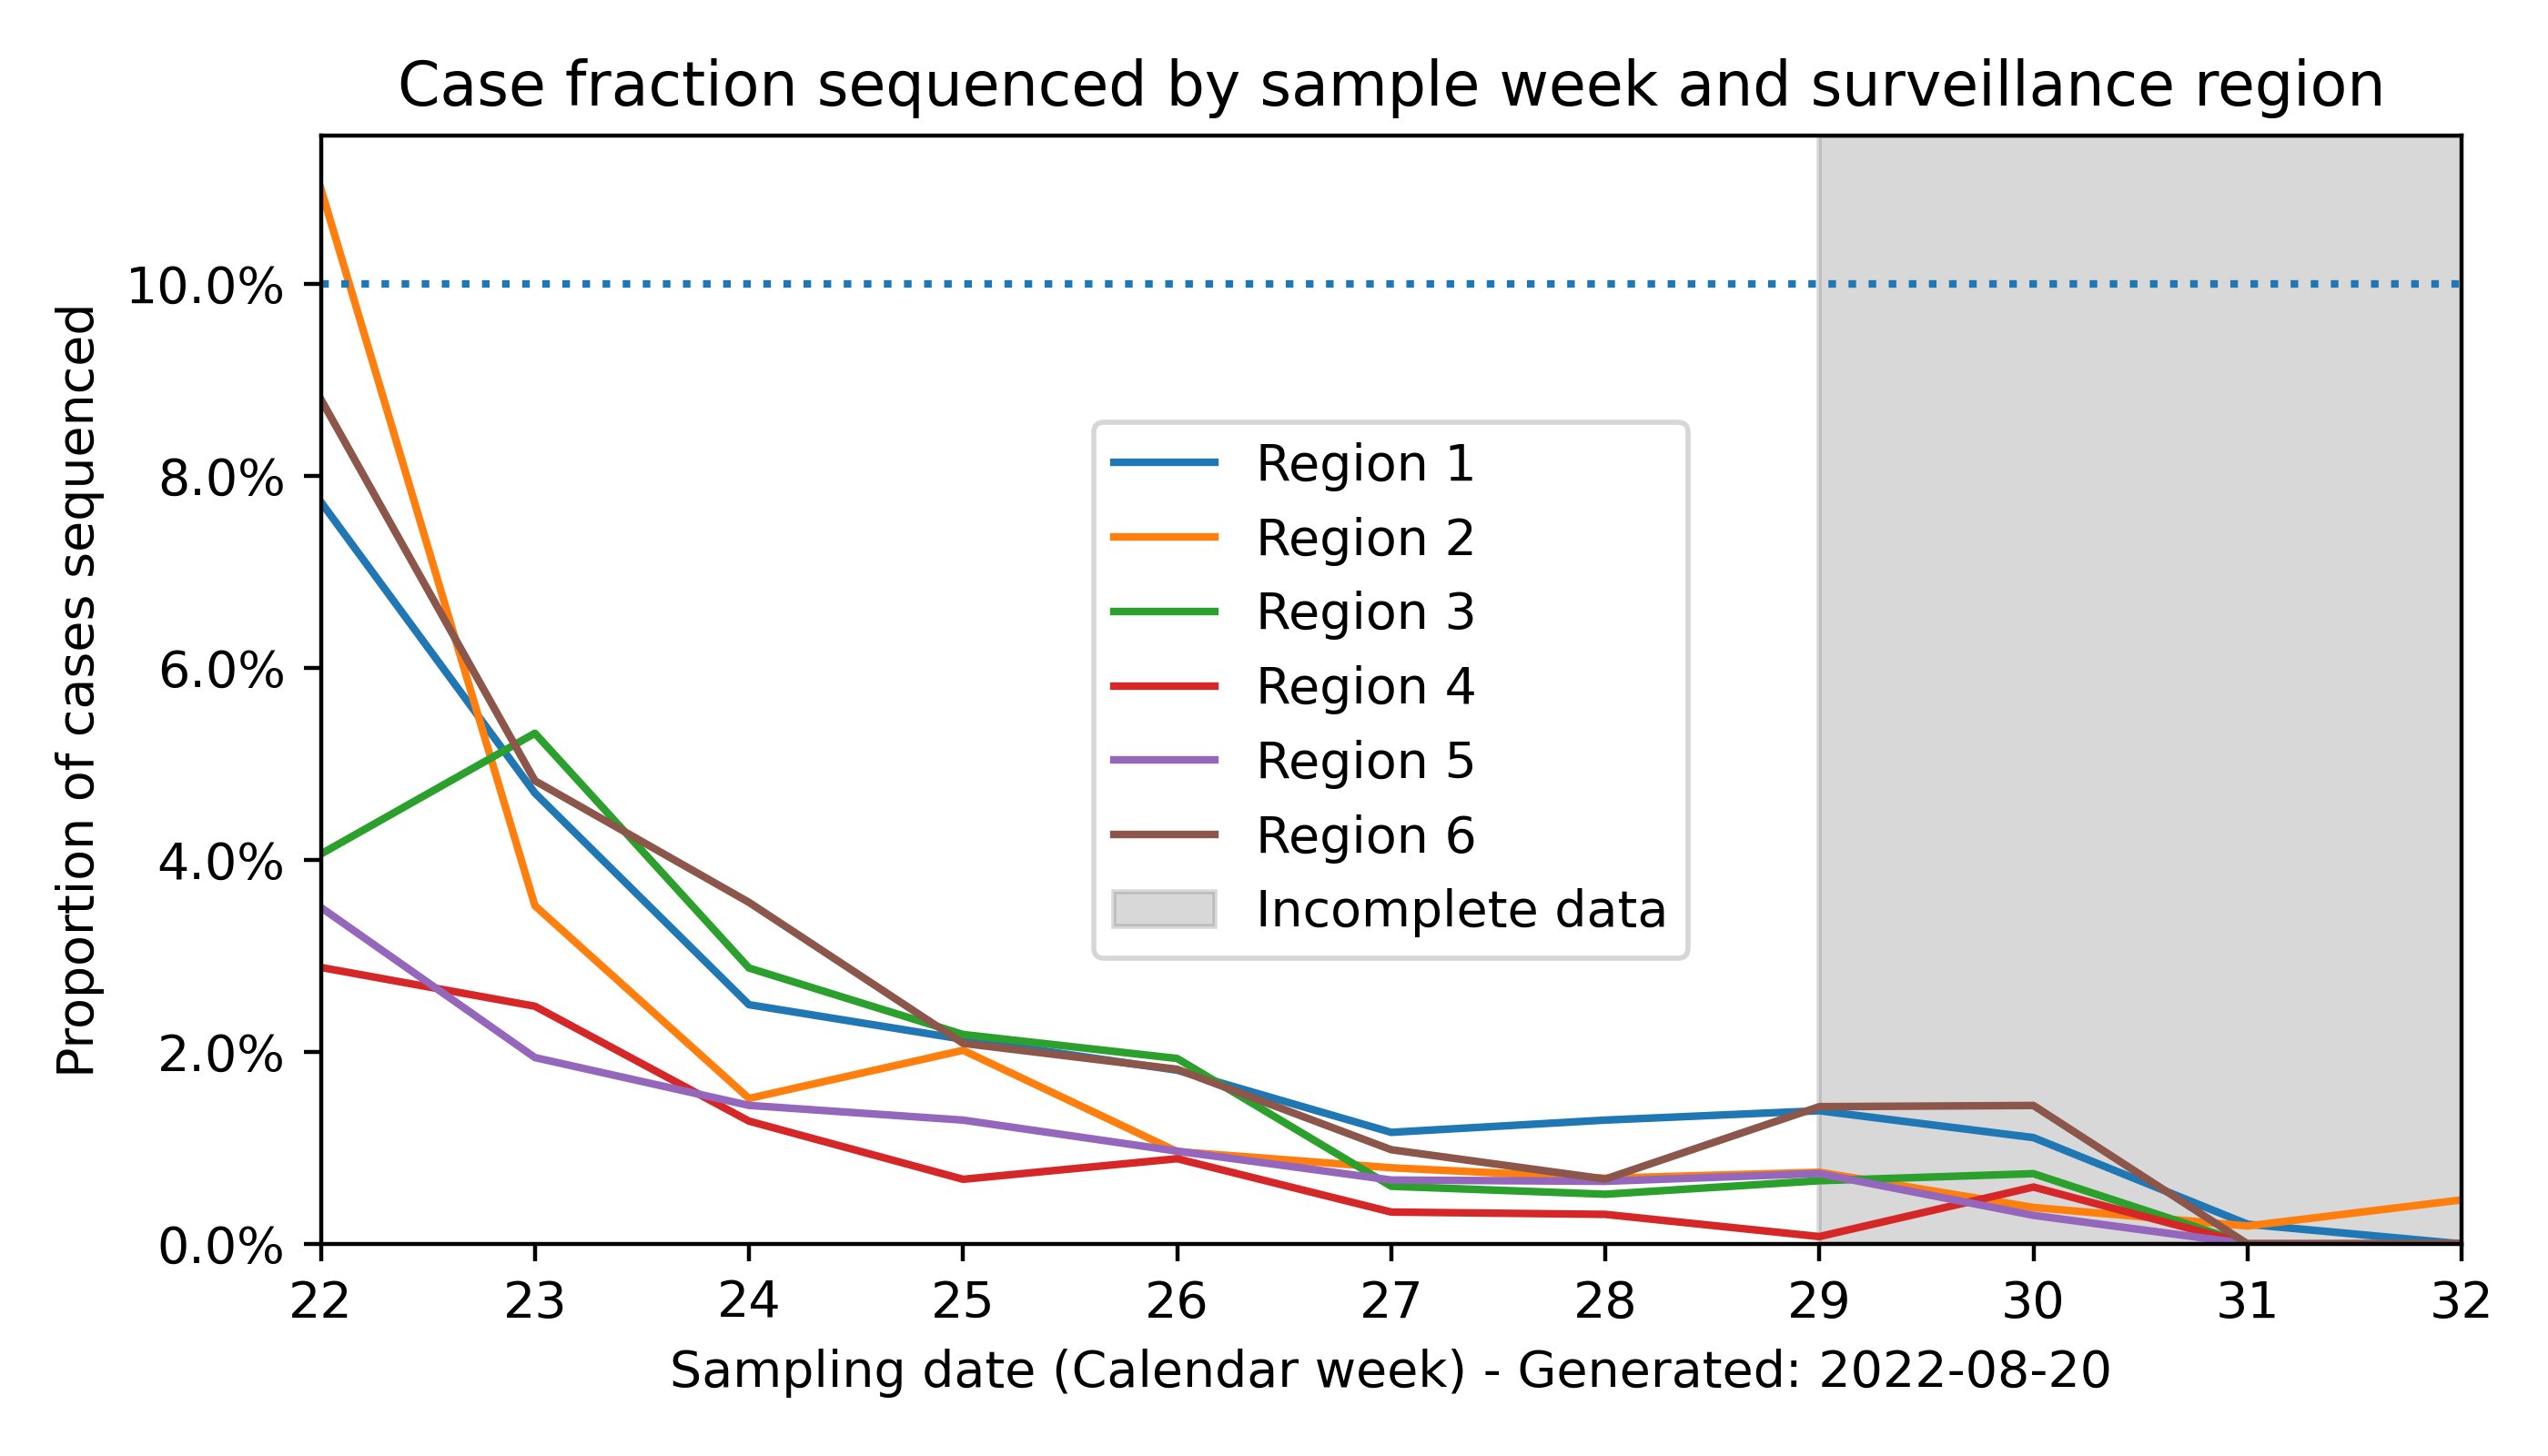 Case fraction sequenced by sample week and surveillance region
Proportion of cases sequenced
10.0%
8.0%
6.0%
4.0%
2.0%
0.0%
Region 1
Region 2
Region 3
Region 4
Region 5
Region 6
Incomplete data
22 23 24 25 26 27 28 29 30 31 32
Sampling date (Calendar week) - Generated: 2022-08-20